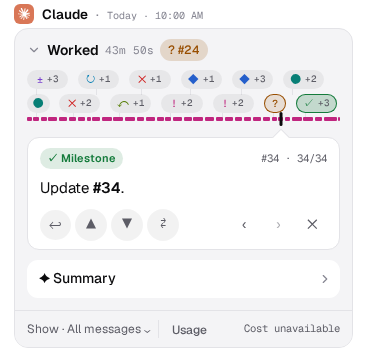 Claude · Today · 10:00 AM
Worked 43m 50s ? #24
± +3 +1 × +1 +1 +3 +2
× +2 +1 ! +2 ! +2 ? ✓ +3
✓ Milestone #34 · 34/34
Update #34.
Summary
Show · All messages Usage Cost unavailable